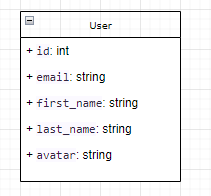 User
+ id: int
+ email: string
+ first_name: string
+ last_name: string
+ avatar: string